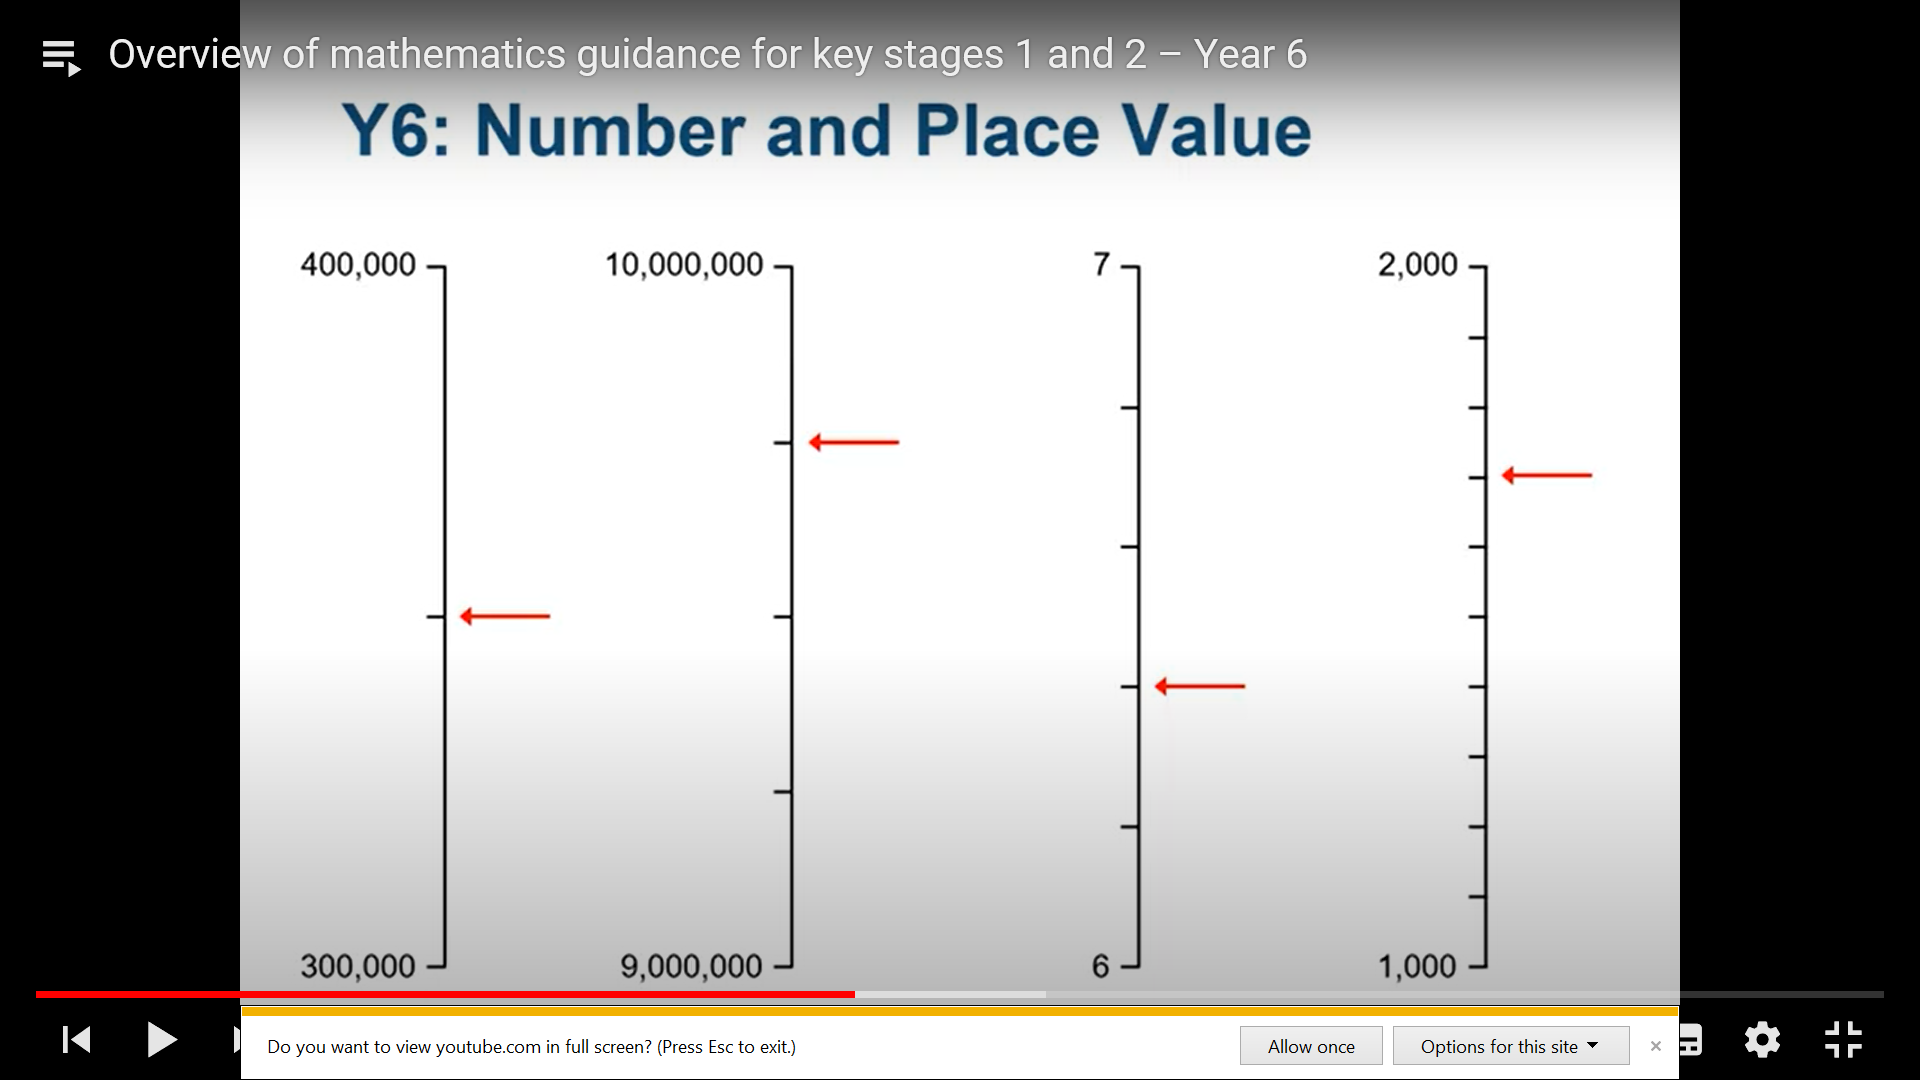 Overview of mathematics guidance for key stages 1 and 2 – Year 6
Y6: Number and Place Value
400,000
10,000,000
7
2,000
300,000
9,000,000
6
1,000
Do you want to view youtube.com in full screen? (Press Esc to exit.)
Allow once
Options for this site